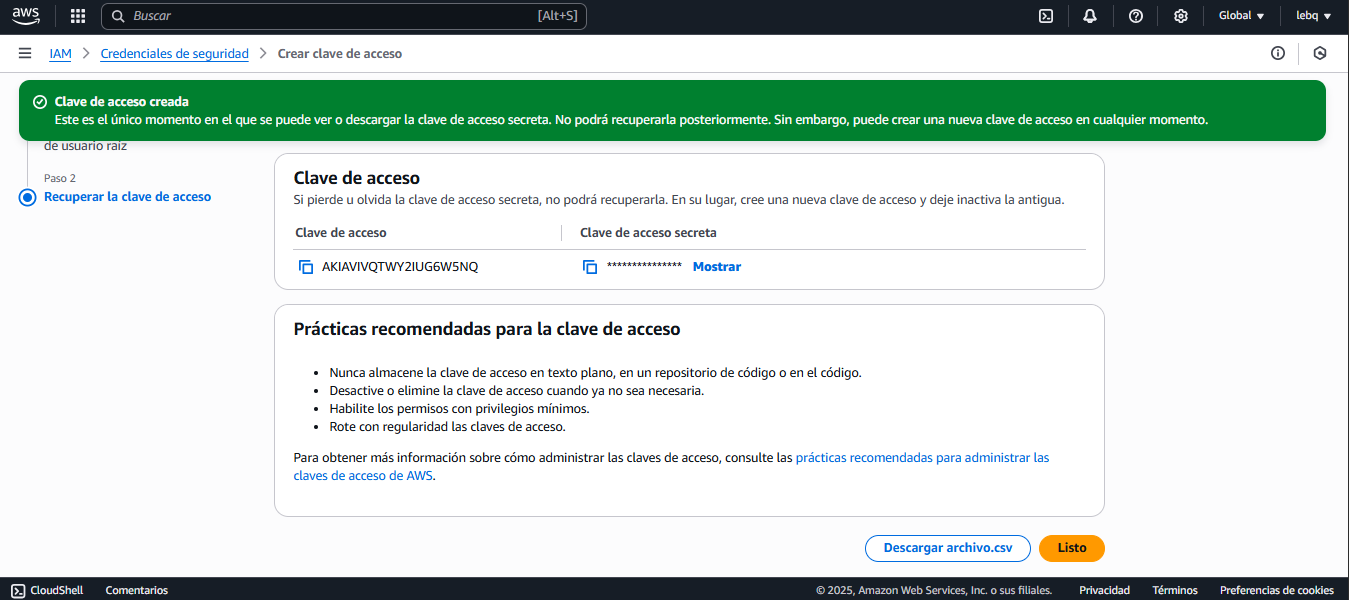 aws
Buscar
[Alt+S]
Global
lebq
IAM
Credenciales de seguridad
Crear clave de acceso
Clave de acceso creada
Este es el único momento en el que se puede ver o descargar la clave de acceso secreta. No podrá recuperarla posteriormente. Sin embargo, puede crear una nueva clave de acceso en cualquier momento.
de usuario raíz
Paso 2
Recuperar la clave de acceso
Clave de acceso
Si pierde u olvida la clave de acceso secreta, no podrá recuperarla. En su lugar, cree una nueva clave de acceso y deje inactiva la antigua.
Clave de acceso
Clave de acceso secreta
AKIAVIVQTWY2IUG6W5NQ
***************
Mostrar
Prácticas recomendadas para la clave de acceso
• Nunca almacene la clave de acceso en texto plano, en un repositorio de código o en el código.
• Desactive o elimine la clave de acceso cuando ya no sea necesaria.
• Habilite los permisos con privilegios mínimos.
• Rote con regularidad las claves de acceso.
Para obtener más información sobre cómo administrar las claves de acceso, consulte las prácticas recomendadas para administrar las
claves de acceso de AWS.
Descargar archivo.csv
Listo
CloudShell
Comentarios
© 2025, Amazon Web Services, Inc. o sus filiales.
Privacidad
Términos
Preferencias de cookies